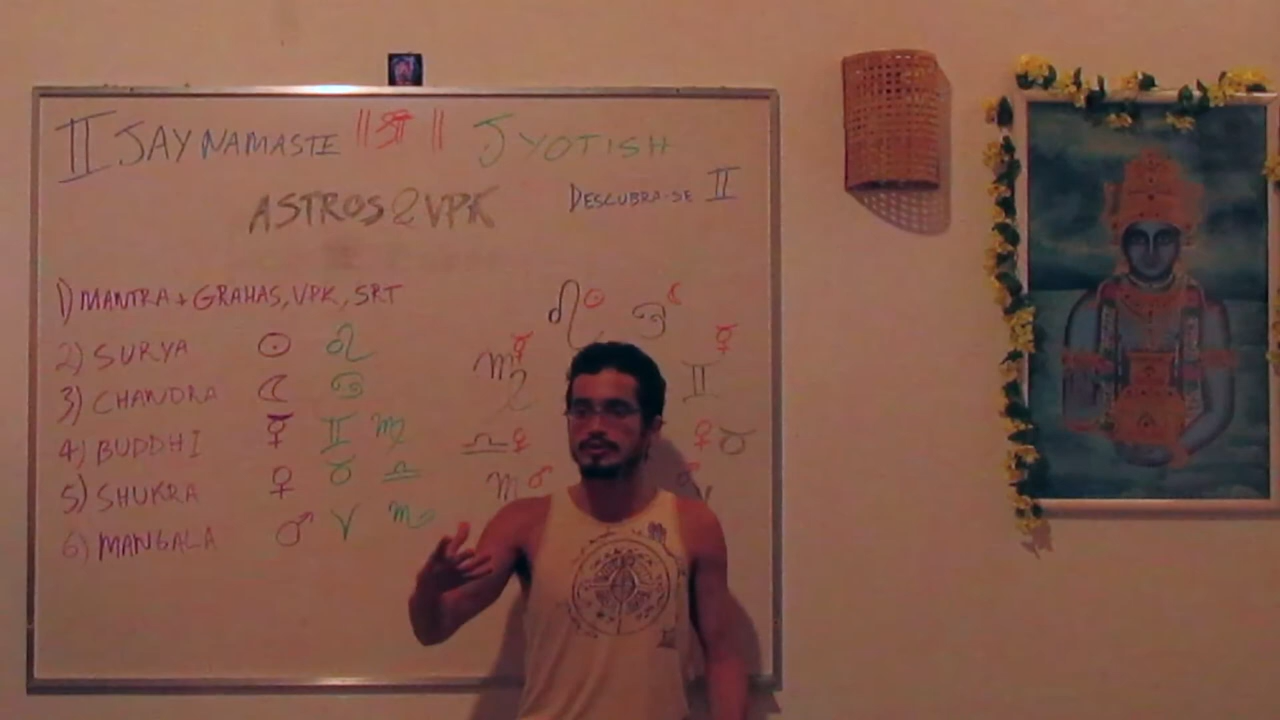 II JAY NAMASTE || श्री || JYOTISH
ASTROS & VPK DESCUBRA-SE II
1) MANTRA + GRAHAS, VPK, SRT
2) SURYA ☉ ♌
3) CHANDRA ☾ ♋
4) BUDDHI ☿ ♊ ♍
5) SHUKRA ♀ ♉ ♎
6) MANGALA ♂ ♈ ♏
♌ ☉ ♋ ☾
♍ ☿ ☿ ♊
♎ ♀ ♀ ♉
♏ ♂ ♂ ♈